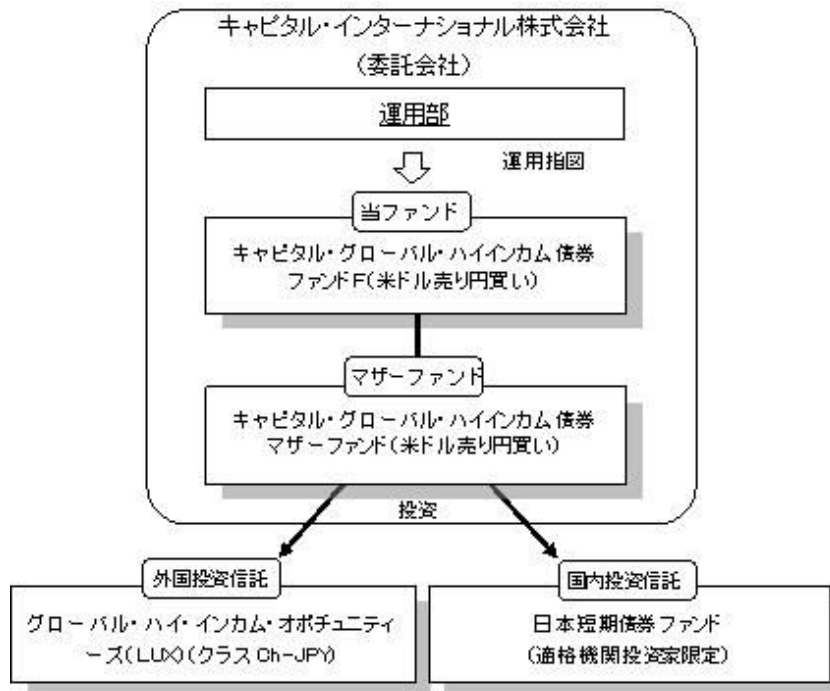 キャピタル・インターナショナル株式会社
(委託会社)
運用部
運用指図
当ファンド
キャピタル・グローバル・ハイインカム債券
ファンドF(米ドル売り円買い)
マザーファンド
キャピタル・グローバル・ハイインカム債券
マザーファンド(米ドル売り円買い)
投資
外国投資信託
グローバル・ハイ・インカム・オポチュニティ
ーズ(LUX)(クラスCh-JPY)
国内投資信託
日本短期債券ファンド
(適格機関投資家限定)